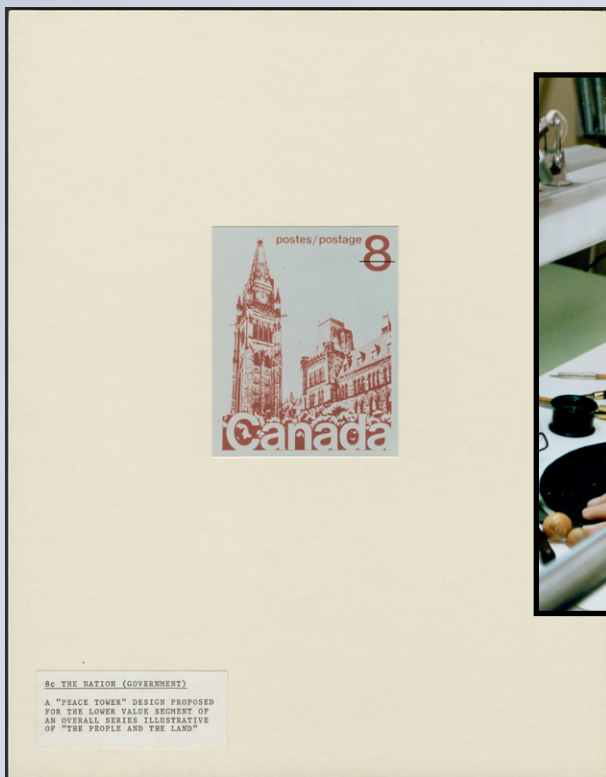 postes/postage 8
Canada
8¢ THE NATION (GOVERNMENT)
A "PEACE TOWER" DESIGN PROPOSED
FOR THE LOWER VALUE SEGMENT OF
AN OVERALL SERIES ILLUSTRATIVE
OF "THE PEOPLE AND THE LAND"